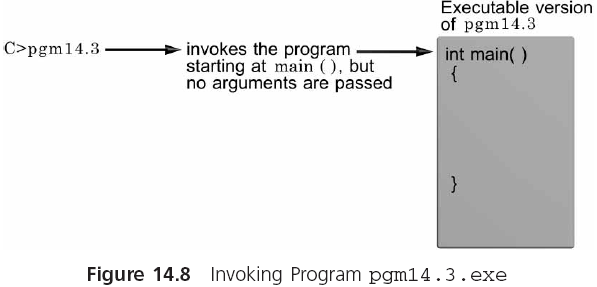 Executable version
of pgm14.3
C>pgm14.3
invokes the program
starting at main (), but
no arguments are passed
int main( )
{
}
Figure 14.8 Invoking Program pgm14.3.exe